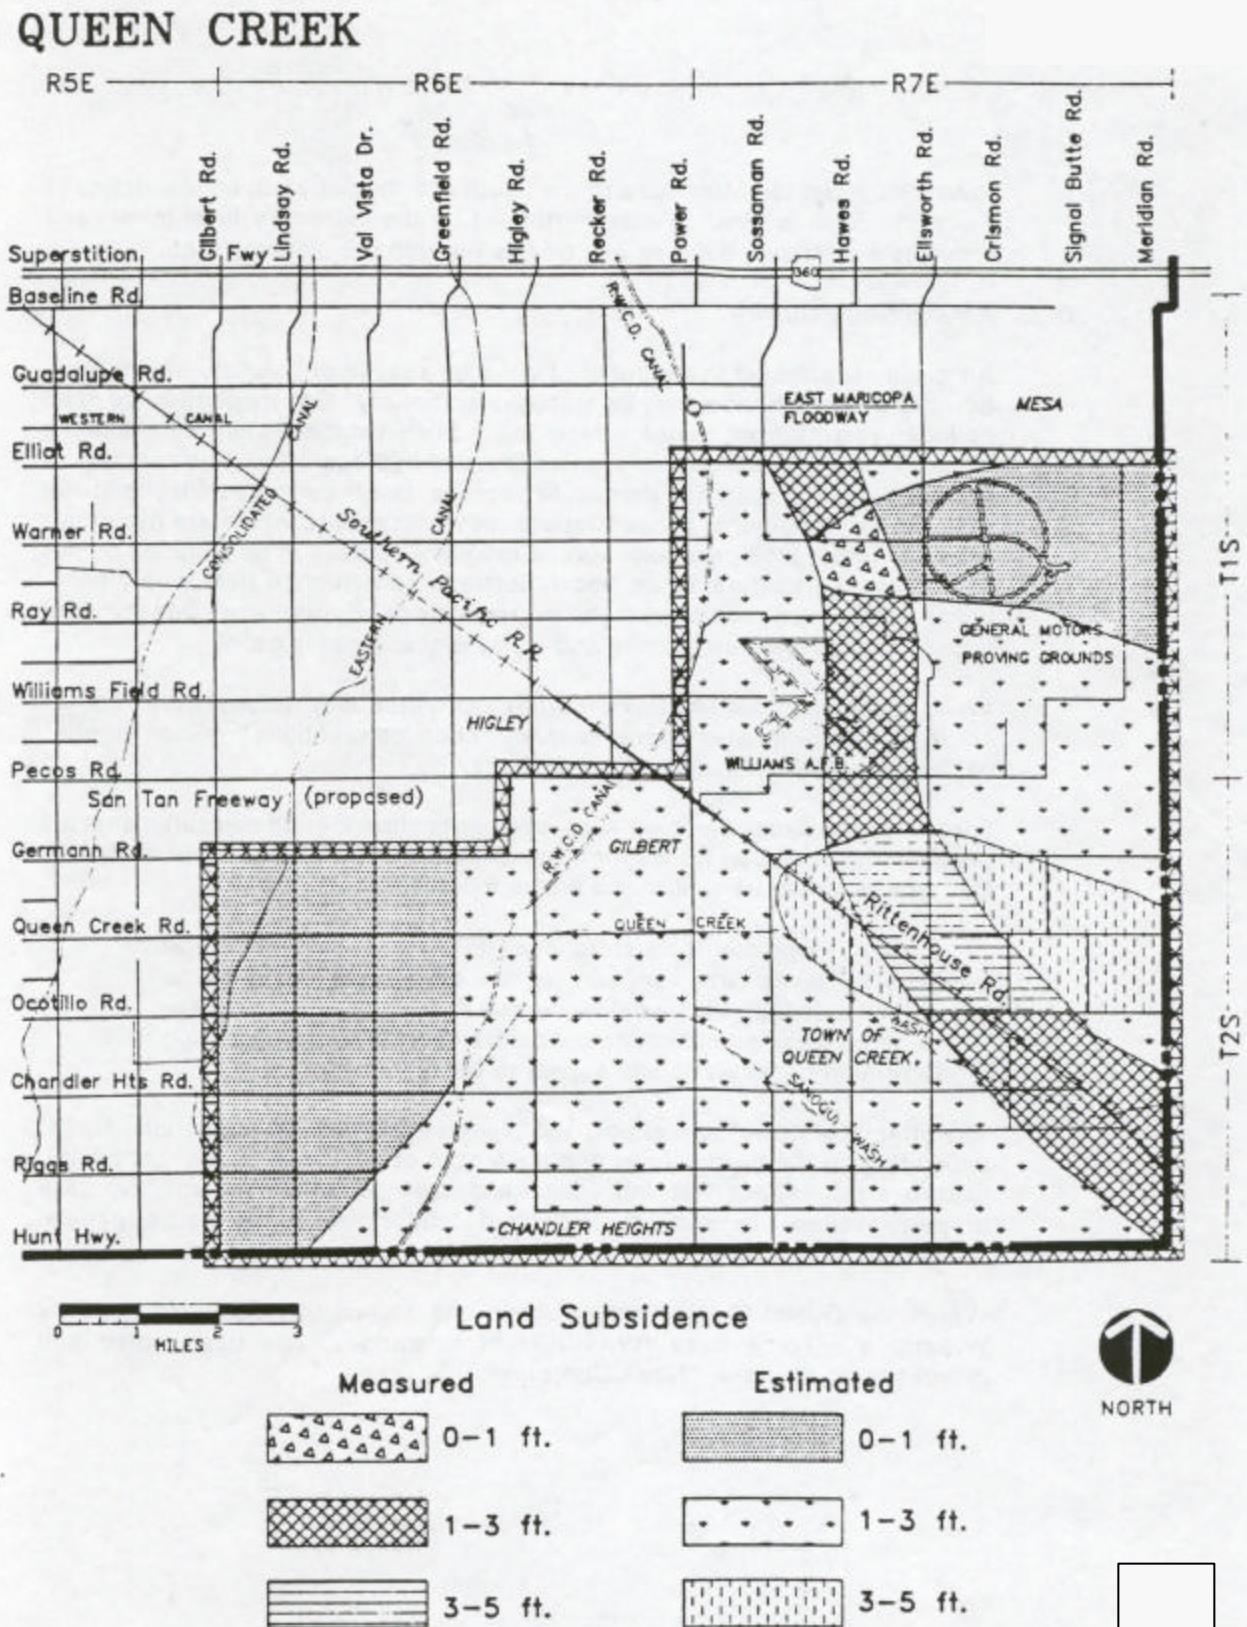 QUEEN CREEK
R5E
R6E
R7E
Gilbert Rd.
Lindsay Rd.
Val Vista Dr.
Greenfield Rd.
Higley Rd.
Recker Rd.
Power Rd.
Sossaman Rd.
Hawes Rd.
Ellsworth Rd.
Crismon Rd.
Signal Butte Rd.
Meridian Rd.
Superstition Fwy
360
Baseline Rd.
R.W.C.D. CANAL
Guadalupe Rd.
WESTERN CANAL
CANAL
EAST MARICOPA
FLOODWAY
MESA
Elliot Rd.
CONSOLIDATED
CANAL
Southern Pacific R.R.
Warner Rd.
T1S
Ray Rd.
EASTERN
GENERAL MOTORS
PROVING GROUNDS
Williams Field Rd.
HIGLEY
Pecos Rd.
WILLIAMS A.F.B.
San Tan Freeway (proposed)
R.W.C.D. CANAL
GILBERT
Germann Rd.
Queen Creek Rd.
QUEEN CREEK
Rittenhouse Rd.
Ocotillo Rd.
WASH
TOWN OF
QUEEN CREEK.
T2S
Chandler Hts Rd.
SANOQUI WASH
Riggs Rd.
CHANDLER HEIGHTS
Hunt Hwy.
0 1 2 3
MILES
Land Subsidence
NORTH
Measured
Estimated
0-1 ft.
0-1 ft.
1-3 ft.
1-3 ft.
3-5 ft.
3-5 ft.